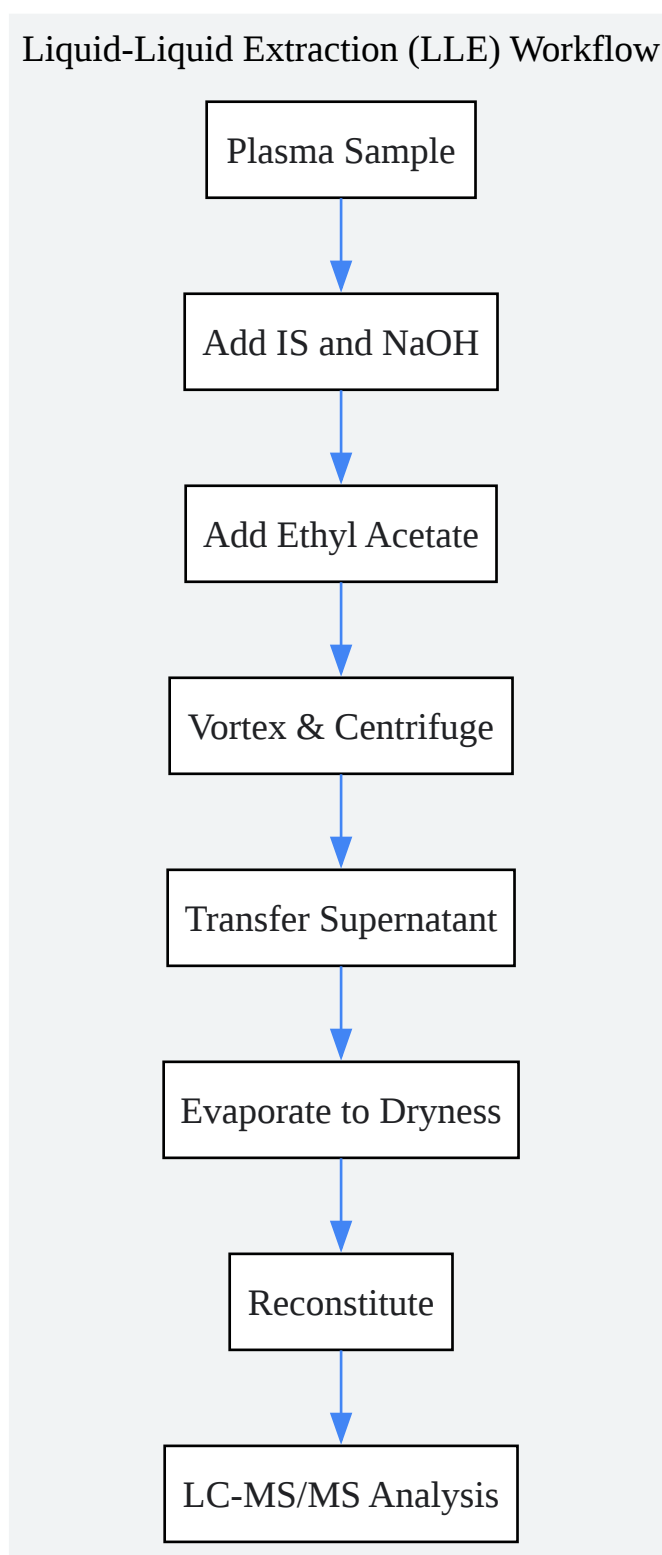 Liquid-Liquid Extraction (LLE) Workflow
Plasma Sample
Add IS and NaOH
Add Ethyl Acetate
Vortex & Centrifuge
Transfer Supernatant
Evaporate to Dryness
Reconstitute
LC-MS/MS Analysis